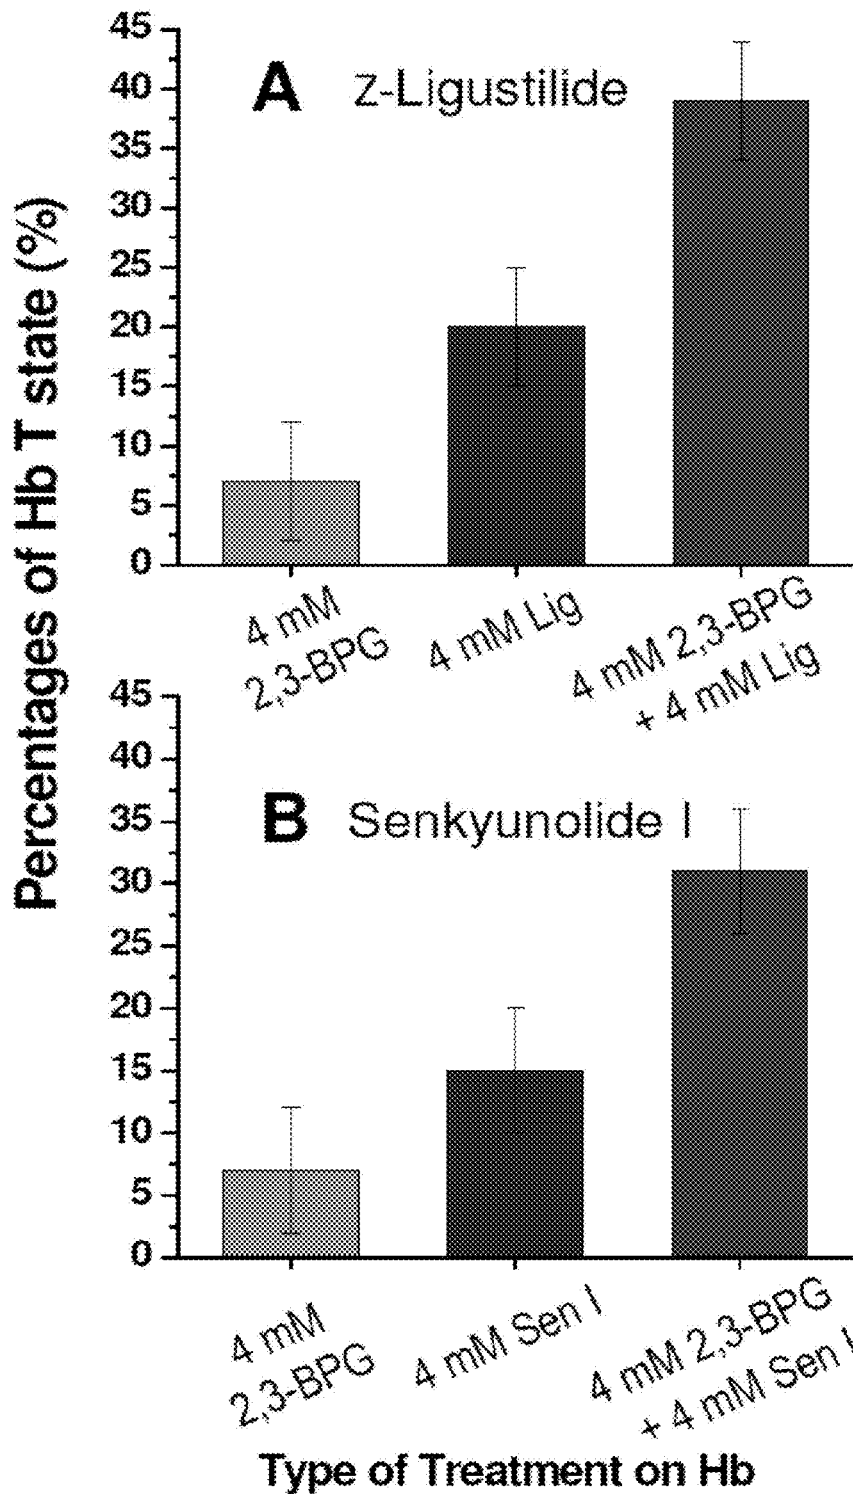 Percentages of Hb T state (%)
A Z-Ligustilide
45
40
35
30
25
20
15
10
5
0
4 mM
2,3-BPG
4 mM Lig
4 mM 2,3-BPG
+ 4 mM Lig
B Senkyunolide I
45
40
35
30
25
20
15
10
5
0
4 mM
2,3-BPG
4 mM Sen I
4 mM 2,3-BPG
+ 4 mM Sen I
Type of Treatment on Hb